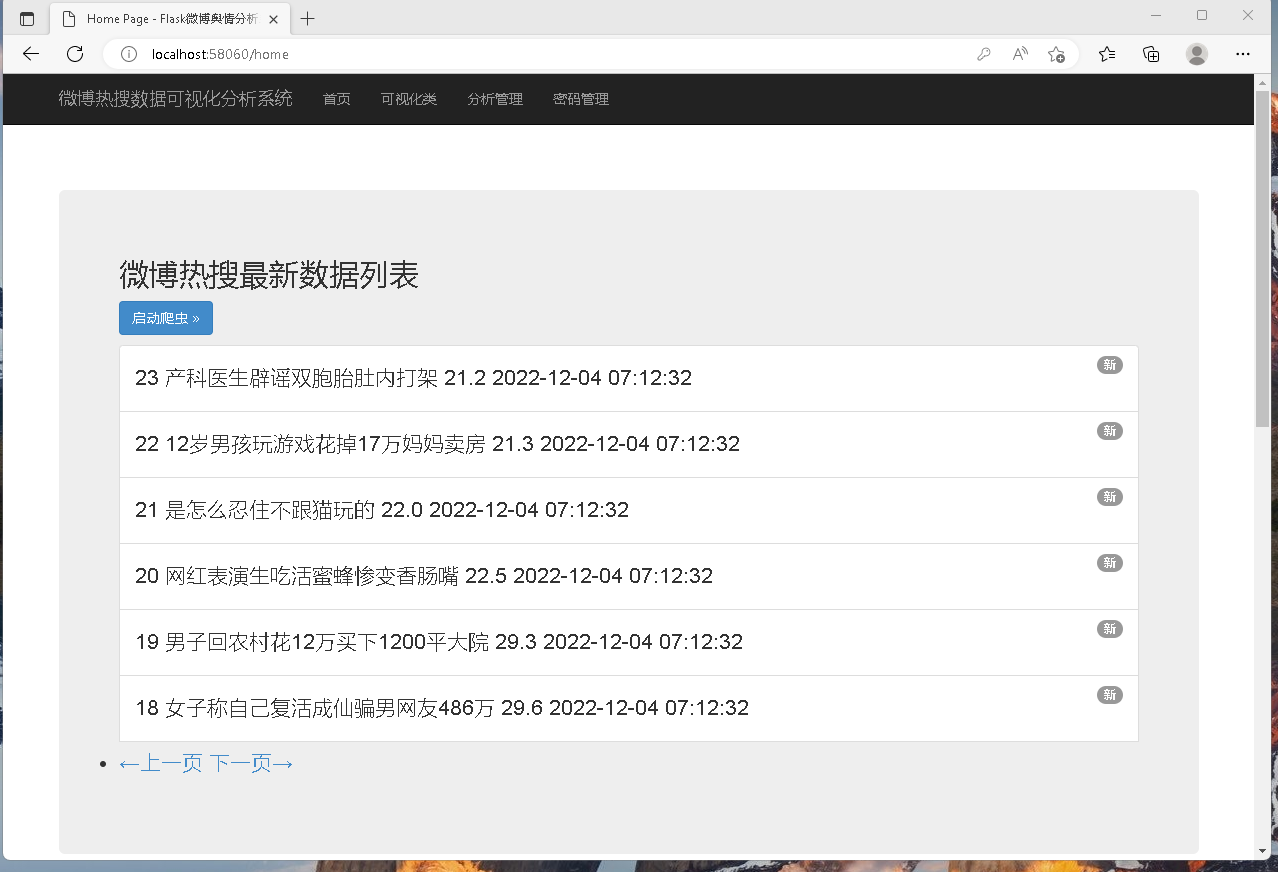 Home Page - Flask微博舆情分析
localhost:58060/home
微博热搜数据可视化分析系统 首页 可视化类 分析管理 密码管理
微博热搜最新数据列表
启动爬虫 »
23 产科医生辟谣双胞胎肚内打架 21.2 2022-12-04 07:12:32 新
22 12岁男孩玩游戏花掉17万妈妈卖房 21.3 2022-12-04 07:12:32 新
21 是怎么忍住不跟猫玩的 22.0 2022-12-04 07:12:32 新
20 网红表演生吃活蜜蜂惨变香肠嘴 22.5 2022-12-04 07:12:32 新
19 男子回农村花12万买下1200平大院 29.3 2022-12-04 07:12:32 新
18 女子称自己复活成仙骗男网友486万 29.6 2022-12-04 07:12:32 新
←上一页 下一页→